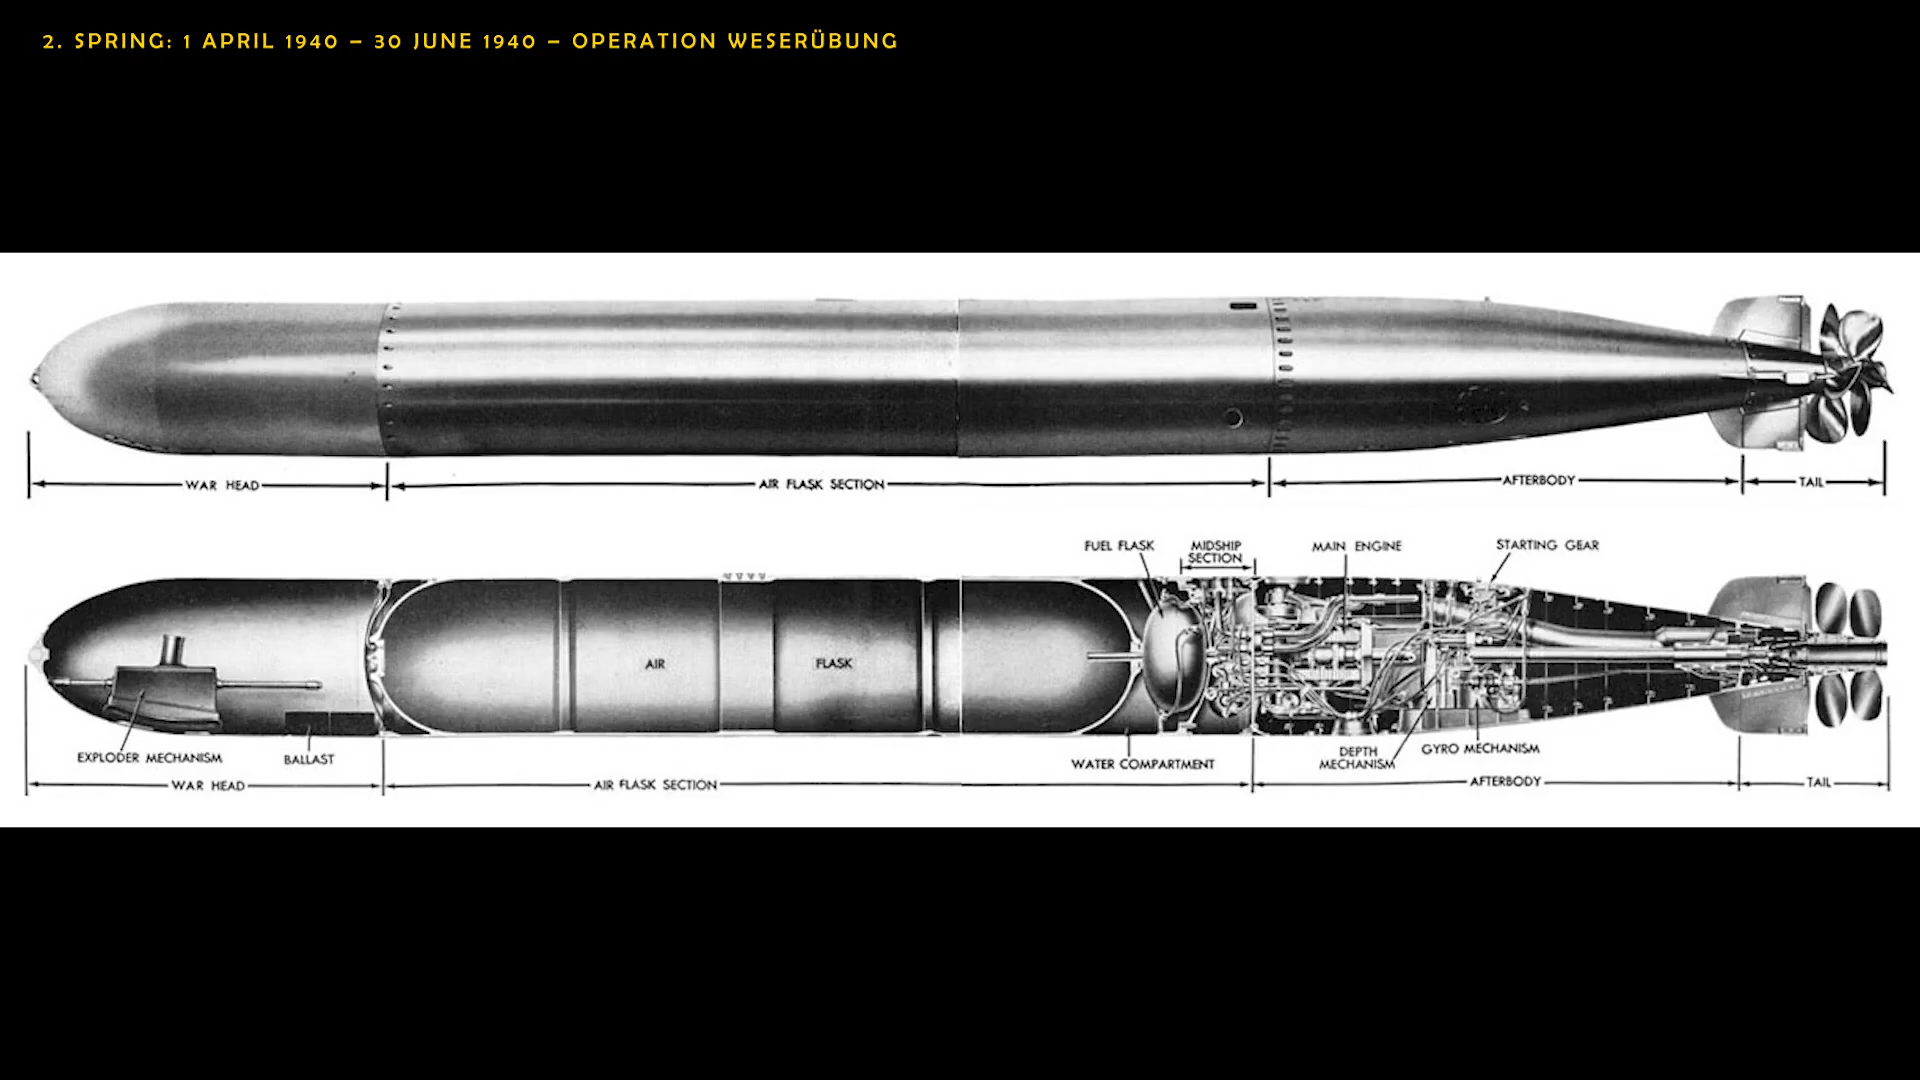 2. SPRING: 1 APRIL 1940 – 30 JUNE 1940 – OPERATION WESERÜBUNG
WAR HEAD
AIR FLASK SECTION
AFTERBODY
TAIL
FUEL FLASK
MIDSHIP
SECTION
MAIN ENGINE
STARTING GEAR
AIR
FLASK
EXPLODER MECHANISM
BALLAST
WATER COMPARTMENT
DEPTH
MECHANISM
GYRO MECHANISM
WAR HEAD
AIR FLASK SECTION
AFTERBODY
TAIL